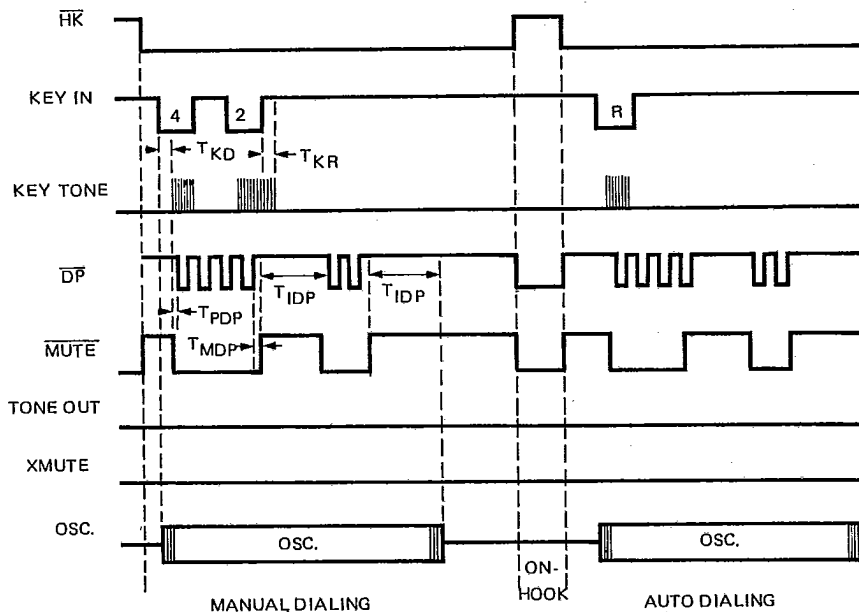 HK
KEY IN
4
2
R
T_KD
T_KR
KEY TONE
DP
T_IDP
T_IDP
T_PDP
MUTE
T_MDP
TONE OUT
XMUTE
OSC.
OSC.
OSC.
ON-
HOOK
MANUAL DIALING
AUTO DIALING